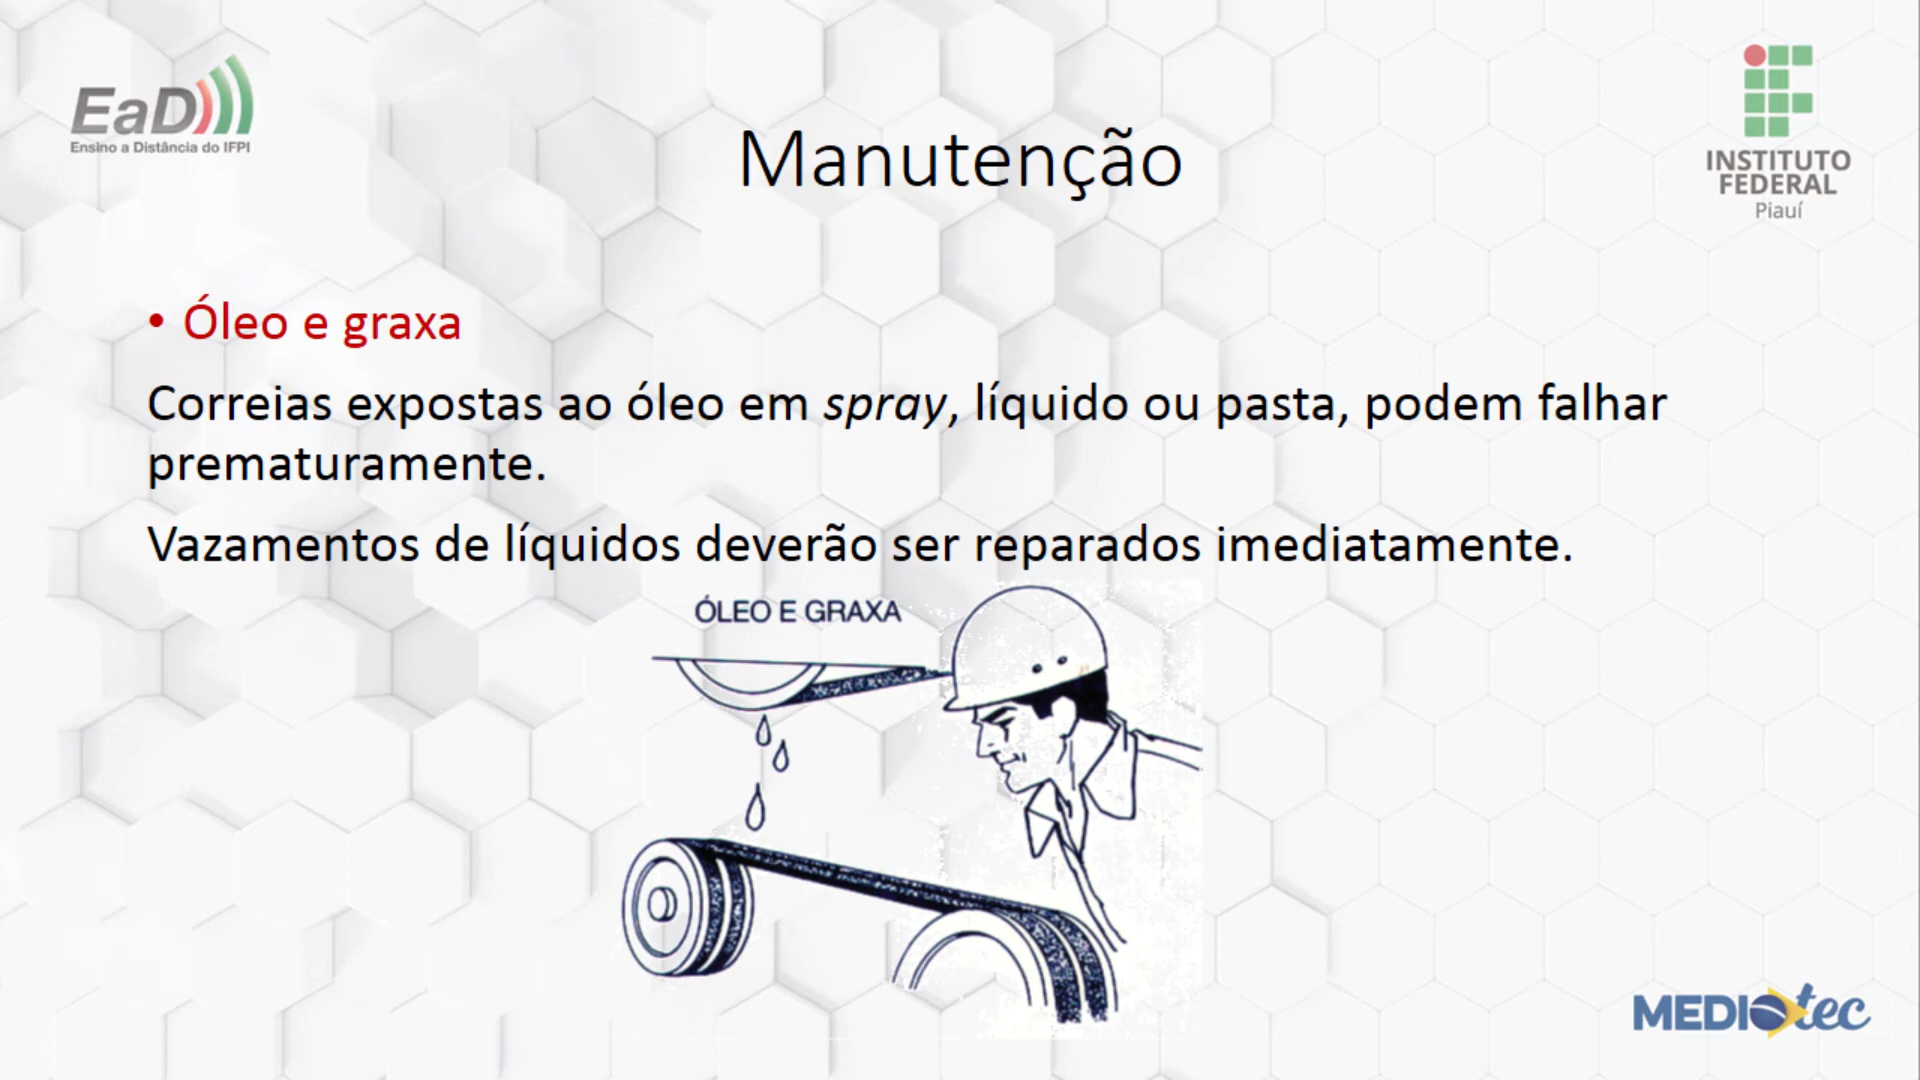 EaD
Ensino a Distância do IFPI
INSTITUTO
FEDERAL
Piauí
Manutenção
• Óleo e graxa
Correias expostas ao óleo em spray, líquido ou pasta, podem falhar
prematuramente.
Vazamentos de líquidos deverão ser reparados imediatamente.
ÓLEO E GRAXA
MEDIOtec